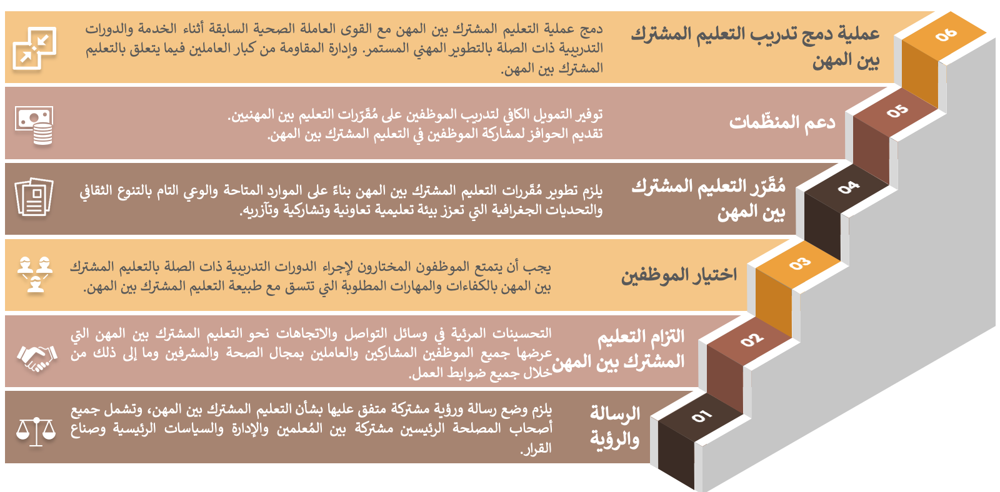 06
عملية دمج تدريب التعليم المشترك
بين المهن
دمج عملية التعليم المشترك بين المهن مع القوى العاملة الصحية السابقة أثناء الخدمة والدورات
التدريبية ذات الصلة بالتطوير المهني المستمر. وإدارة المقاومة من كبار العاملين فيما يتعلق بالتعليم
المشترك بين المهن.
05
دعم المنظّمات
توفير التمويل الكافي لتدريب الموظفين على مُقَرّرات التعليم بين المهنيين.
تقديم الحوافز لمشاركة الموظفين في التعليم المشترك بين المهن.
04
مُقَرّر التعليم المشترك
بين المهن
يلزم تطوير مُقَررات التعليم المشترك بين المهن بناءً على الموارد المتاحة والوعي التام بالتنوع الثقافي
والتحديات الجغرافية التي تعزز بيئة تعليمية تعاونية وتشاركية وتآزريه.
03
اختيار الموظفين
يجب أن يتمتع الموظفون المختارون لإجراء الدورات التدريبية ذات الصلة بالتعليم المشترك
بين المهن بالكفاءات والمهارات المطلوبة التي تتسق مع طبيعة التعليم المشترك بين المهن.
02
التزام التعليم
المشترك بين المهن
التحسينات المرئية في وسائل التواصل والاتجاهات نحو التعليم المشترك بين المهن التي
عرضها جميع الموظفين المشاركين والعاملين بمجال الصحة والمشرفين وما إلى ذلك من
خلال جميع ضوابط العمل.
01
الرسالة
والرؤية
يلزم وضع رسالة ورؤية مشتركة متفق عليها بشأن التعليم المشترك بين المهن، وتشمل جميع
أصحاب المصلحة الرئيسين مشتركة بين المُعلمين والإدارة والسياسات الرئيسية وصناع
القرار.